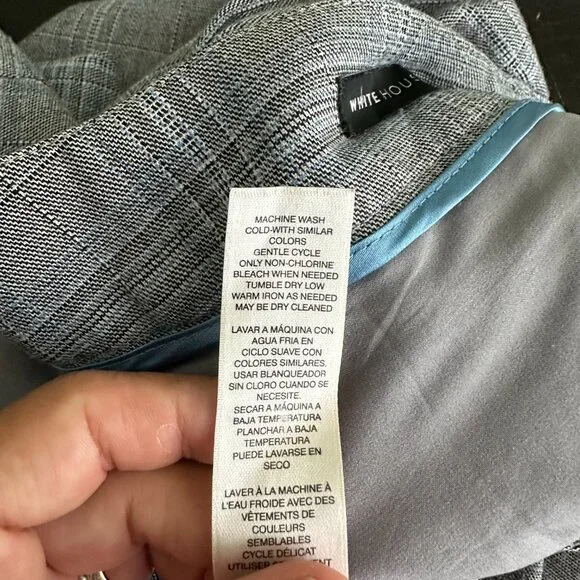 WHITE HOUS
MACHINE WASH
COLD-WITH SIMILAR
COLORS
GENTLE CYCLE
ONLY NON-CHLORINE
BLEACH WHEN NEEDED
TUMBLE DRY LOW
WARM IRON AS NEEDED
MAY BE DRY CLEANED
LAVAR A MÁQUINA CON
AGUA FRIA EN
CICLO SUAVE CON
COLORES SIMILARES.
USAR BLANQUEADOR
SIN CLORO CUANDO SE
NECESITE.
SECAR A MÁQUINA A
BAJA TEMPERATURA
PLANCHAR A BAJA
TEMPERATURA
PUEDE LAVARSE EN
SECO
LAVER À LA MACHINE À
L'EAU FROIDE AVEC DES
VÊTEMENTS DE
COULEURS
SEMBLABLES
CYCLE DÉLICAT
UTILISER